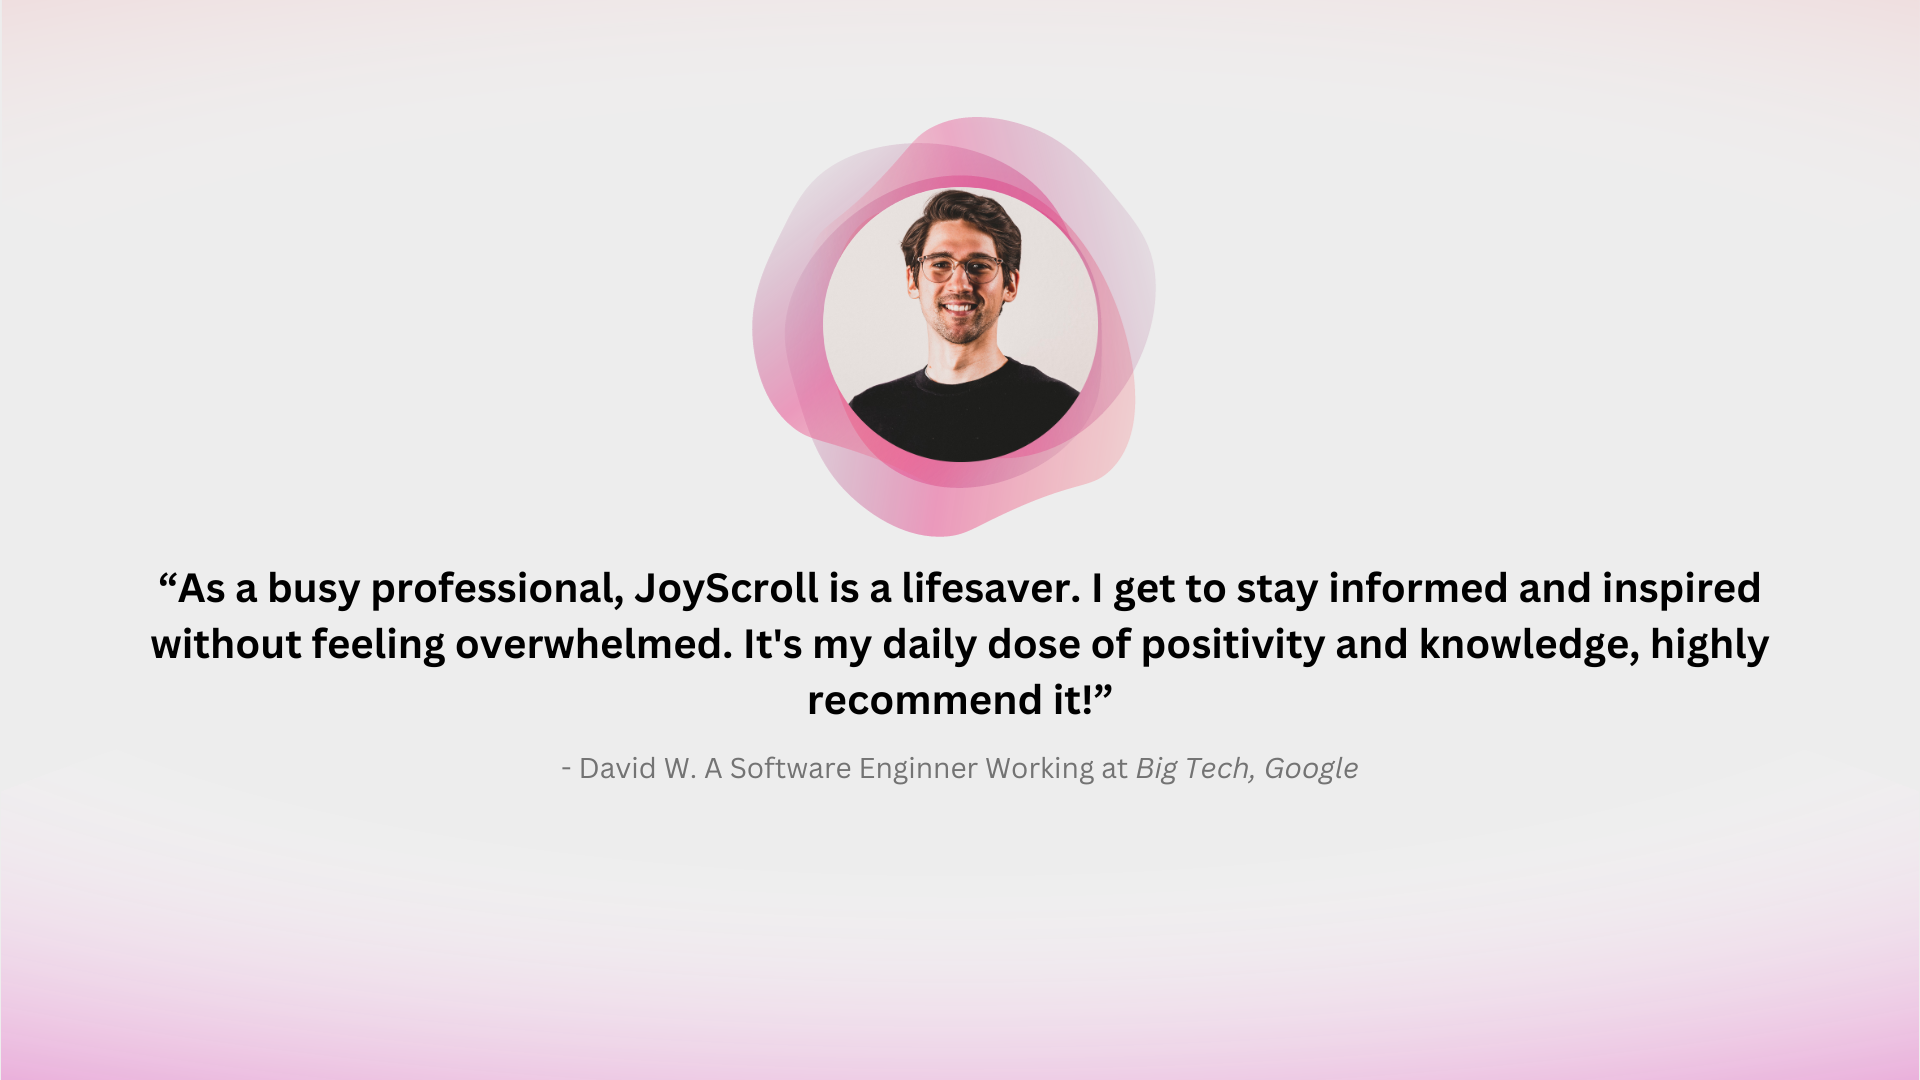 “As a busy professional, JoyScroll is a lifesaver. I get to stay informed and inspired
without feeling overwhelmed. It's my daily dose of positivity and knowledge, highly
recommend it!”
- David W. A Software Enginner Working at Big Tech, Google